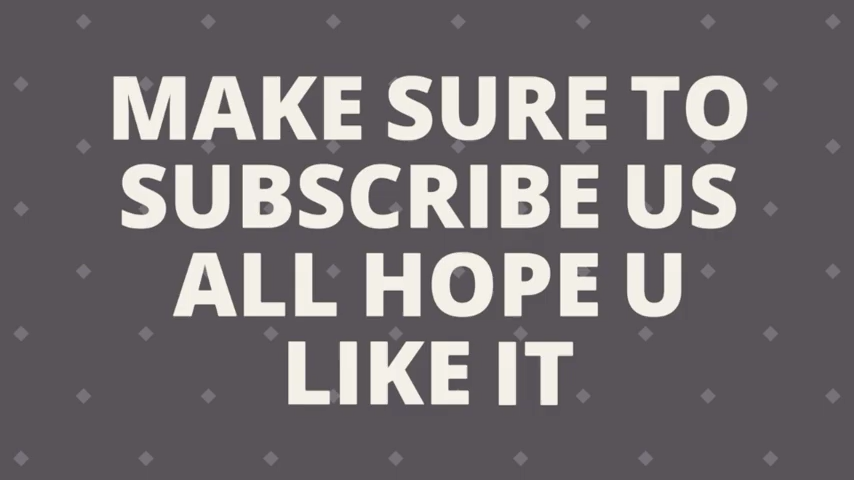 MAKE SURE TO
SUBSCRIBE US
ALL HOPE U
LIKE IT